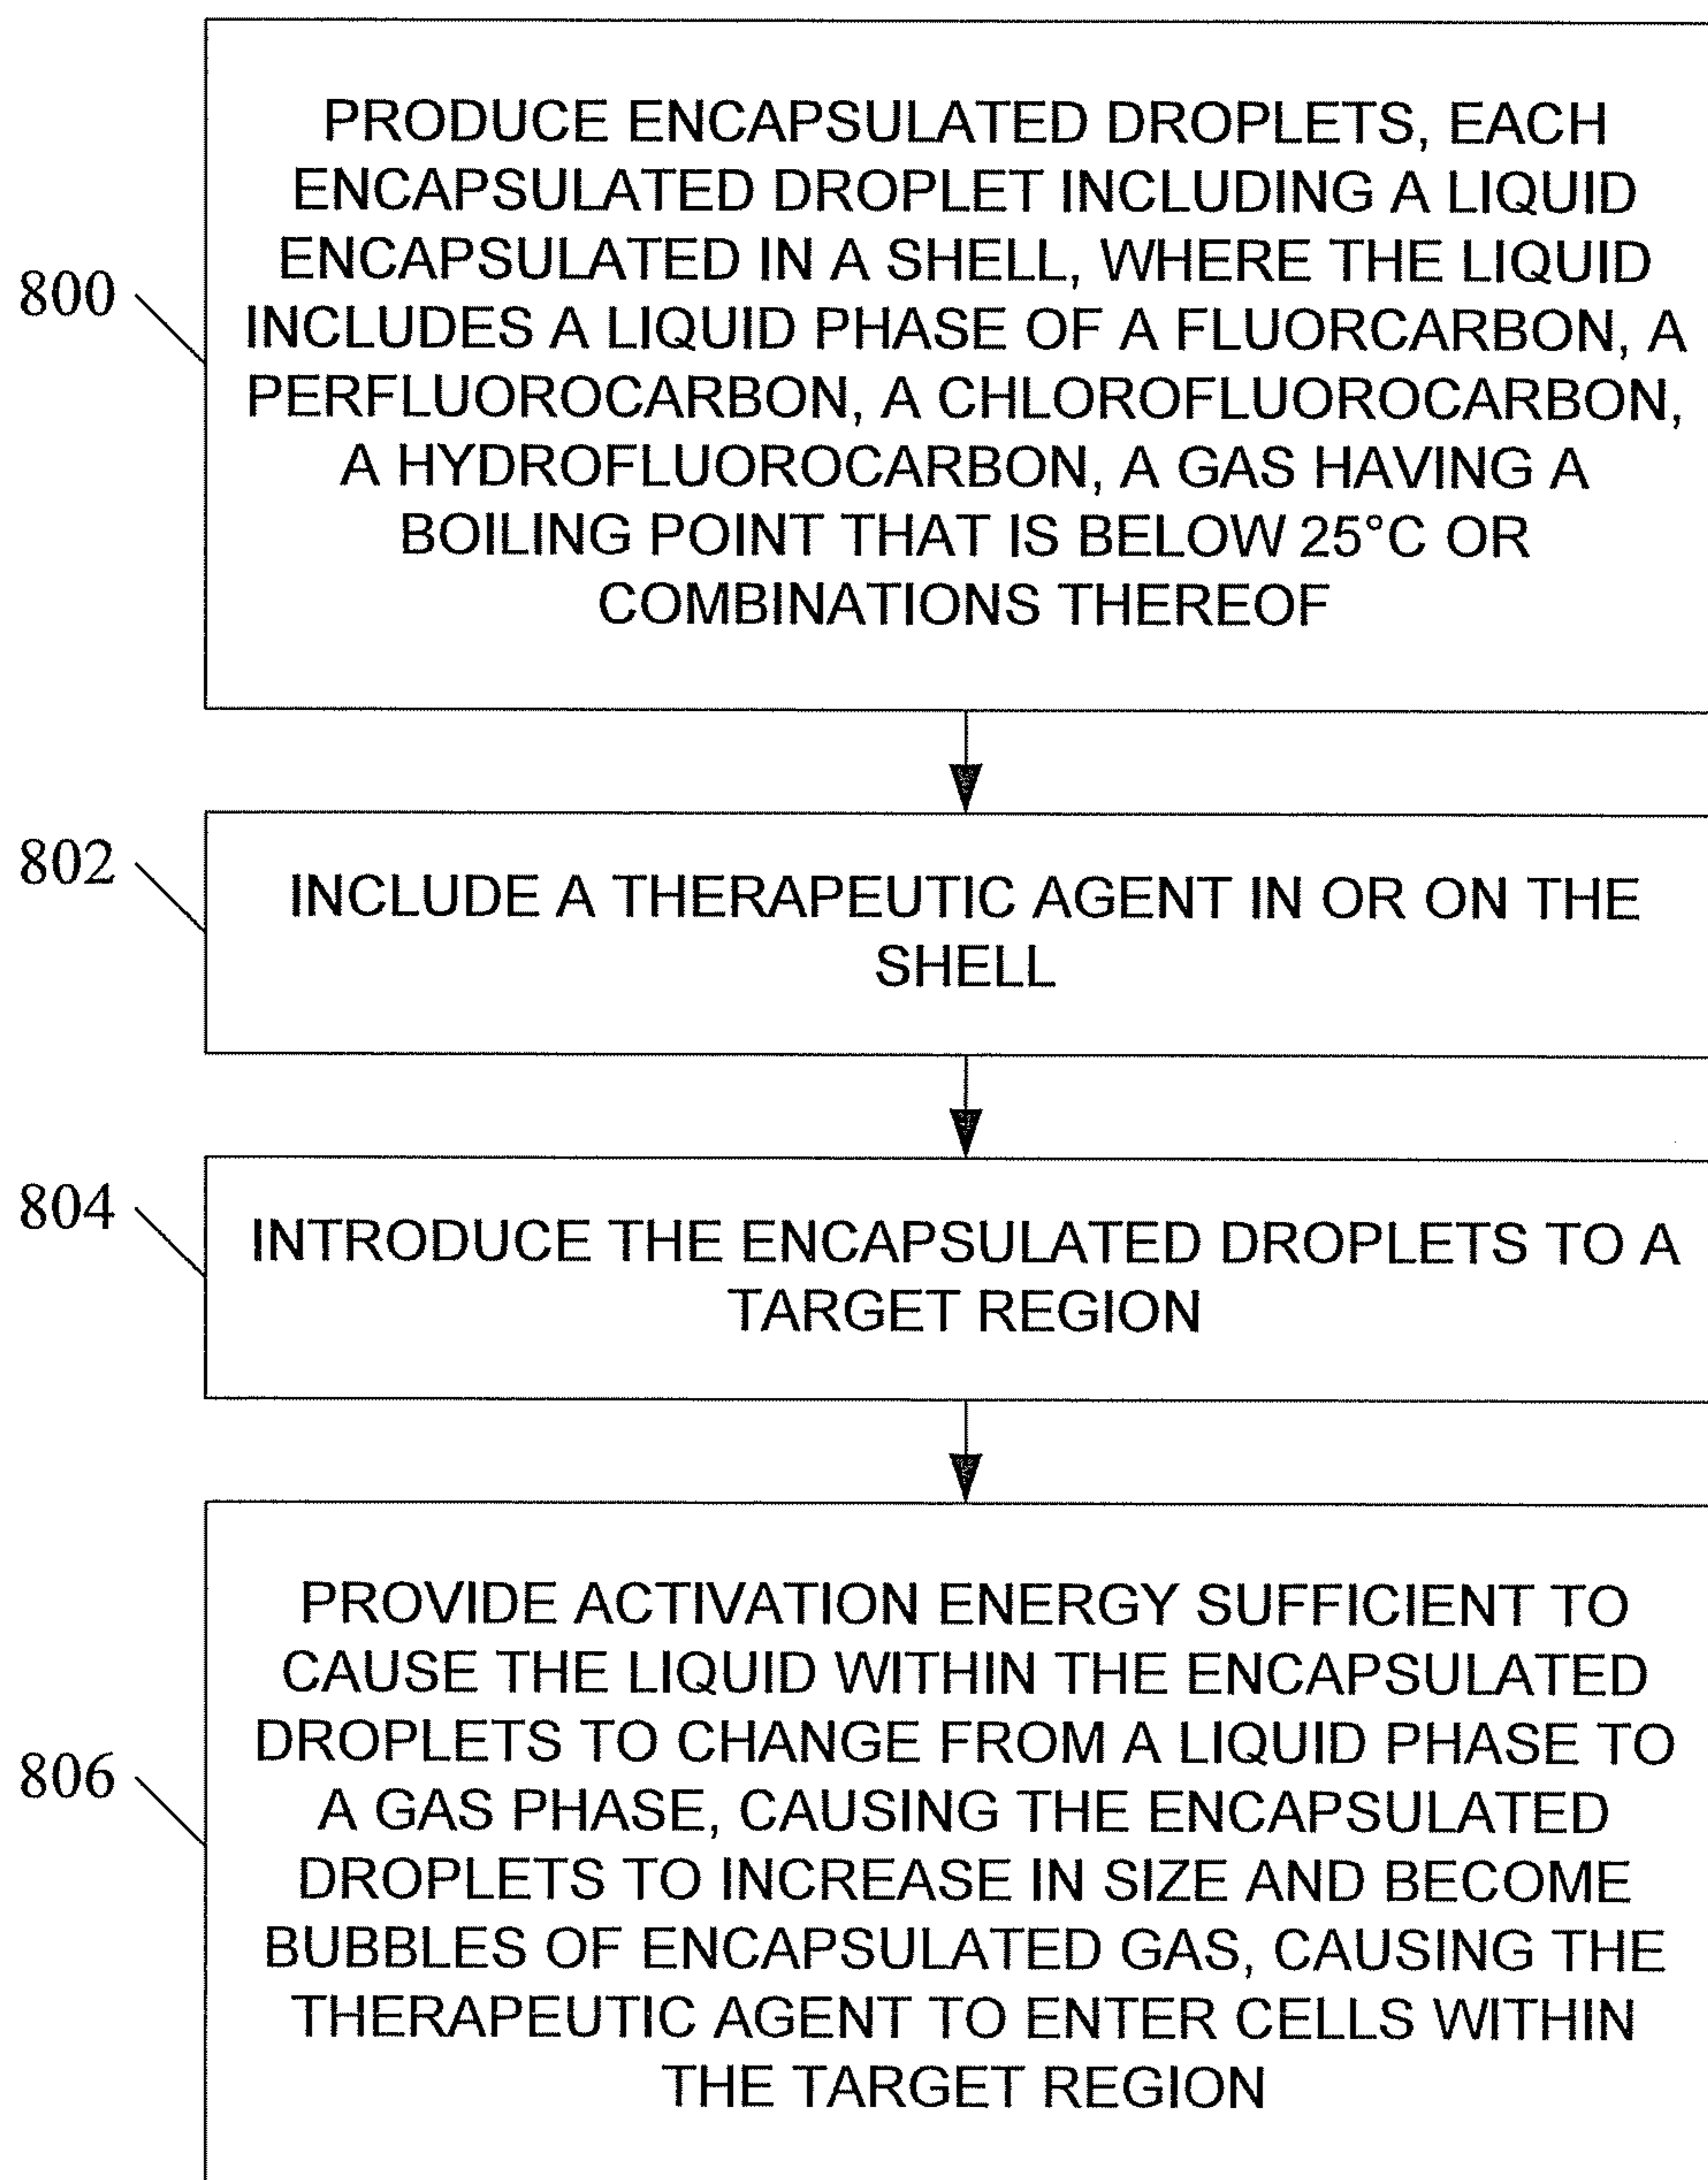 PRODUCE ENCAPSULATED DROPLETS, EACH
ENCAPSULATED DROPLET INCLUDING A LIQUID
ENCAPSULATED IN A SHELL, WHERE THE LIQUID
800
INCLUDES A LIQUID PHASE OF A FLUORCARBON, A
PERFLUOROCARBON, A CHLOROFLUOROCARBON,
A HYDROFLUOROCARBON, A GAS HAVING A
BOILING POINT THAT IS BELOW 25°C OR
COMBINATIONS THEREOF
802
INCLUDE A THERAPEUTIC AGENT IN OR ON THE
SHELL
804
INTRODUCE THE ENCAPSULATED DROPLETS TO A
TARGET REGION
PROVIDE ACTIVATION ENERGY SUFFICIENT TO
CAUSE THE LIQUID WITHIN THE ENCAPSULATED
DROPLETS TO CHANGE FROM A LIQUID PHASE TO
806
A GAS PHASE, CAUSING THE ENCAPSULATED
DROPLETS TO INCREASE IN SIZE AND BECOME
BUBBLES OF ENCAPSULATED GAS, CAUSING THE
THERAPEUTIC AGENT TO ENTER CELLS WITHIN
THE TARGET REGION